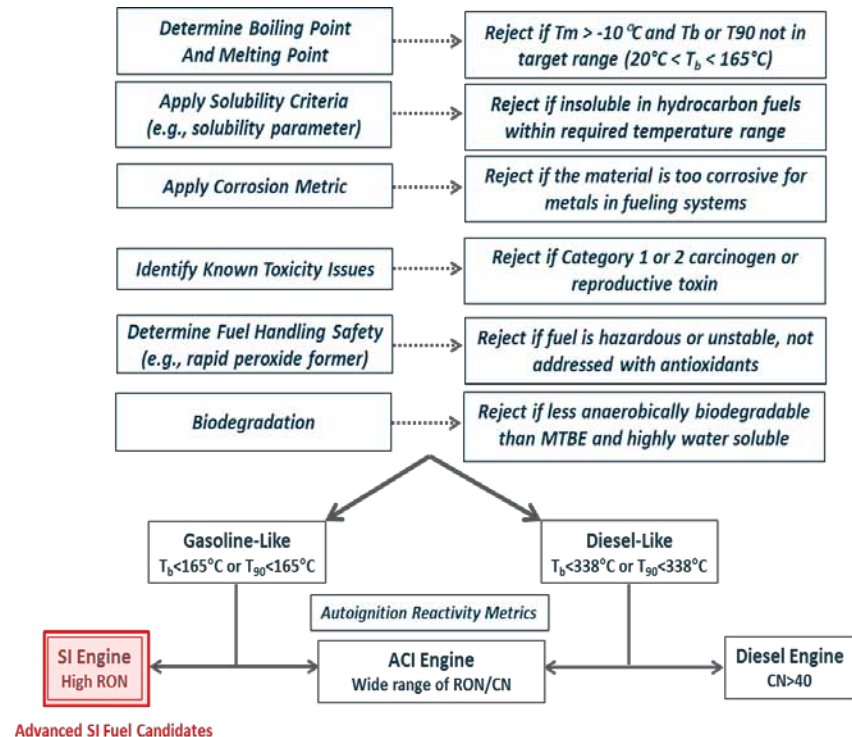 Determine Boiling Point
And Melting Point
Reject if Tm > -10 °C and Tb or T90 not in
target range (20°C < T_b < 165°C)
Apply Solubility Criteria
(e.g., solubility parameter)
Reject if insoluble in hydrocarbon fuels
within required temperature range
Apply Corrosion Metric
Reject if the material is too corrosive for
metals in fueling systems
Identify Known Toxicity Issues
Reject if Category 1 or 2 carcinogen or
reproductive toxin
Determine Fuel Handling Safety
(e.g., rapid peroxide former)
Reject if fuel is hazardous or unstable, not
addressed with antioxidants
Biodegradation
Reject if less anaerobically biodegradable
than MTBE and highly water soluble
Gasoline-Like
T_b<165°C or T_90<165°C
Diesel-Like
T_b<338°C or T_90<338°C
Autoignition Reactivity Metrics
SI Engine
High RON
ACI Engine
Wide range of RON/CN
Diesel Engine
CN>40
Advanced SI Fuel Candidates